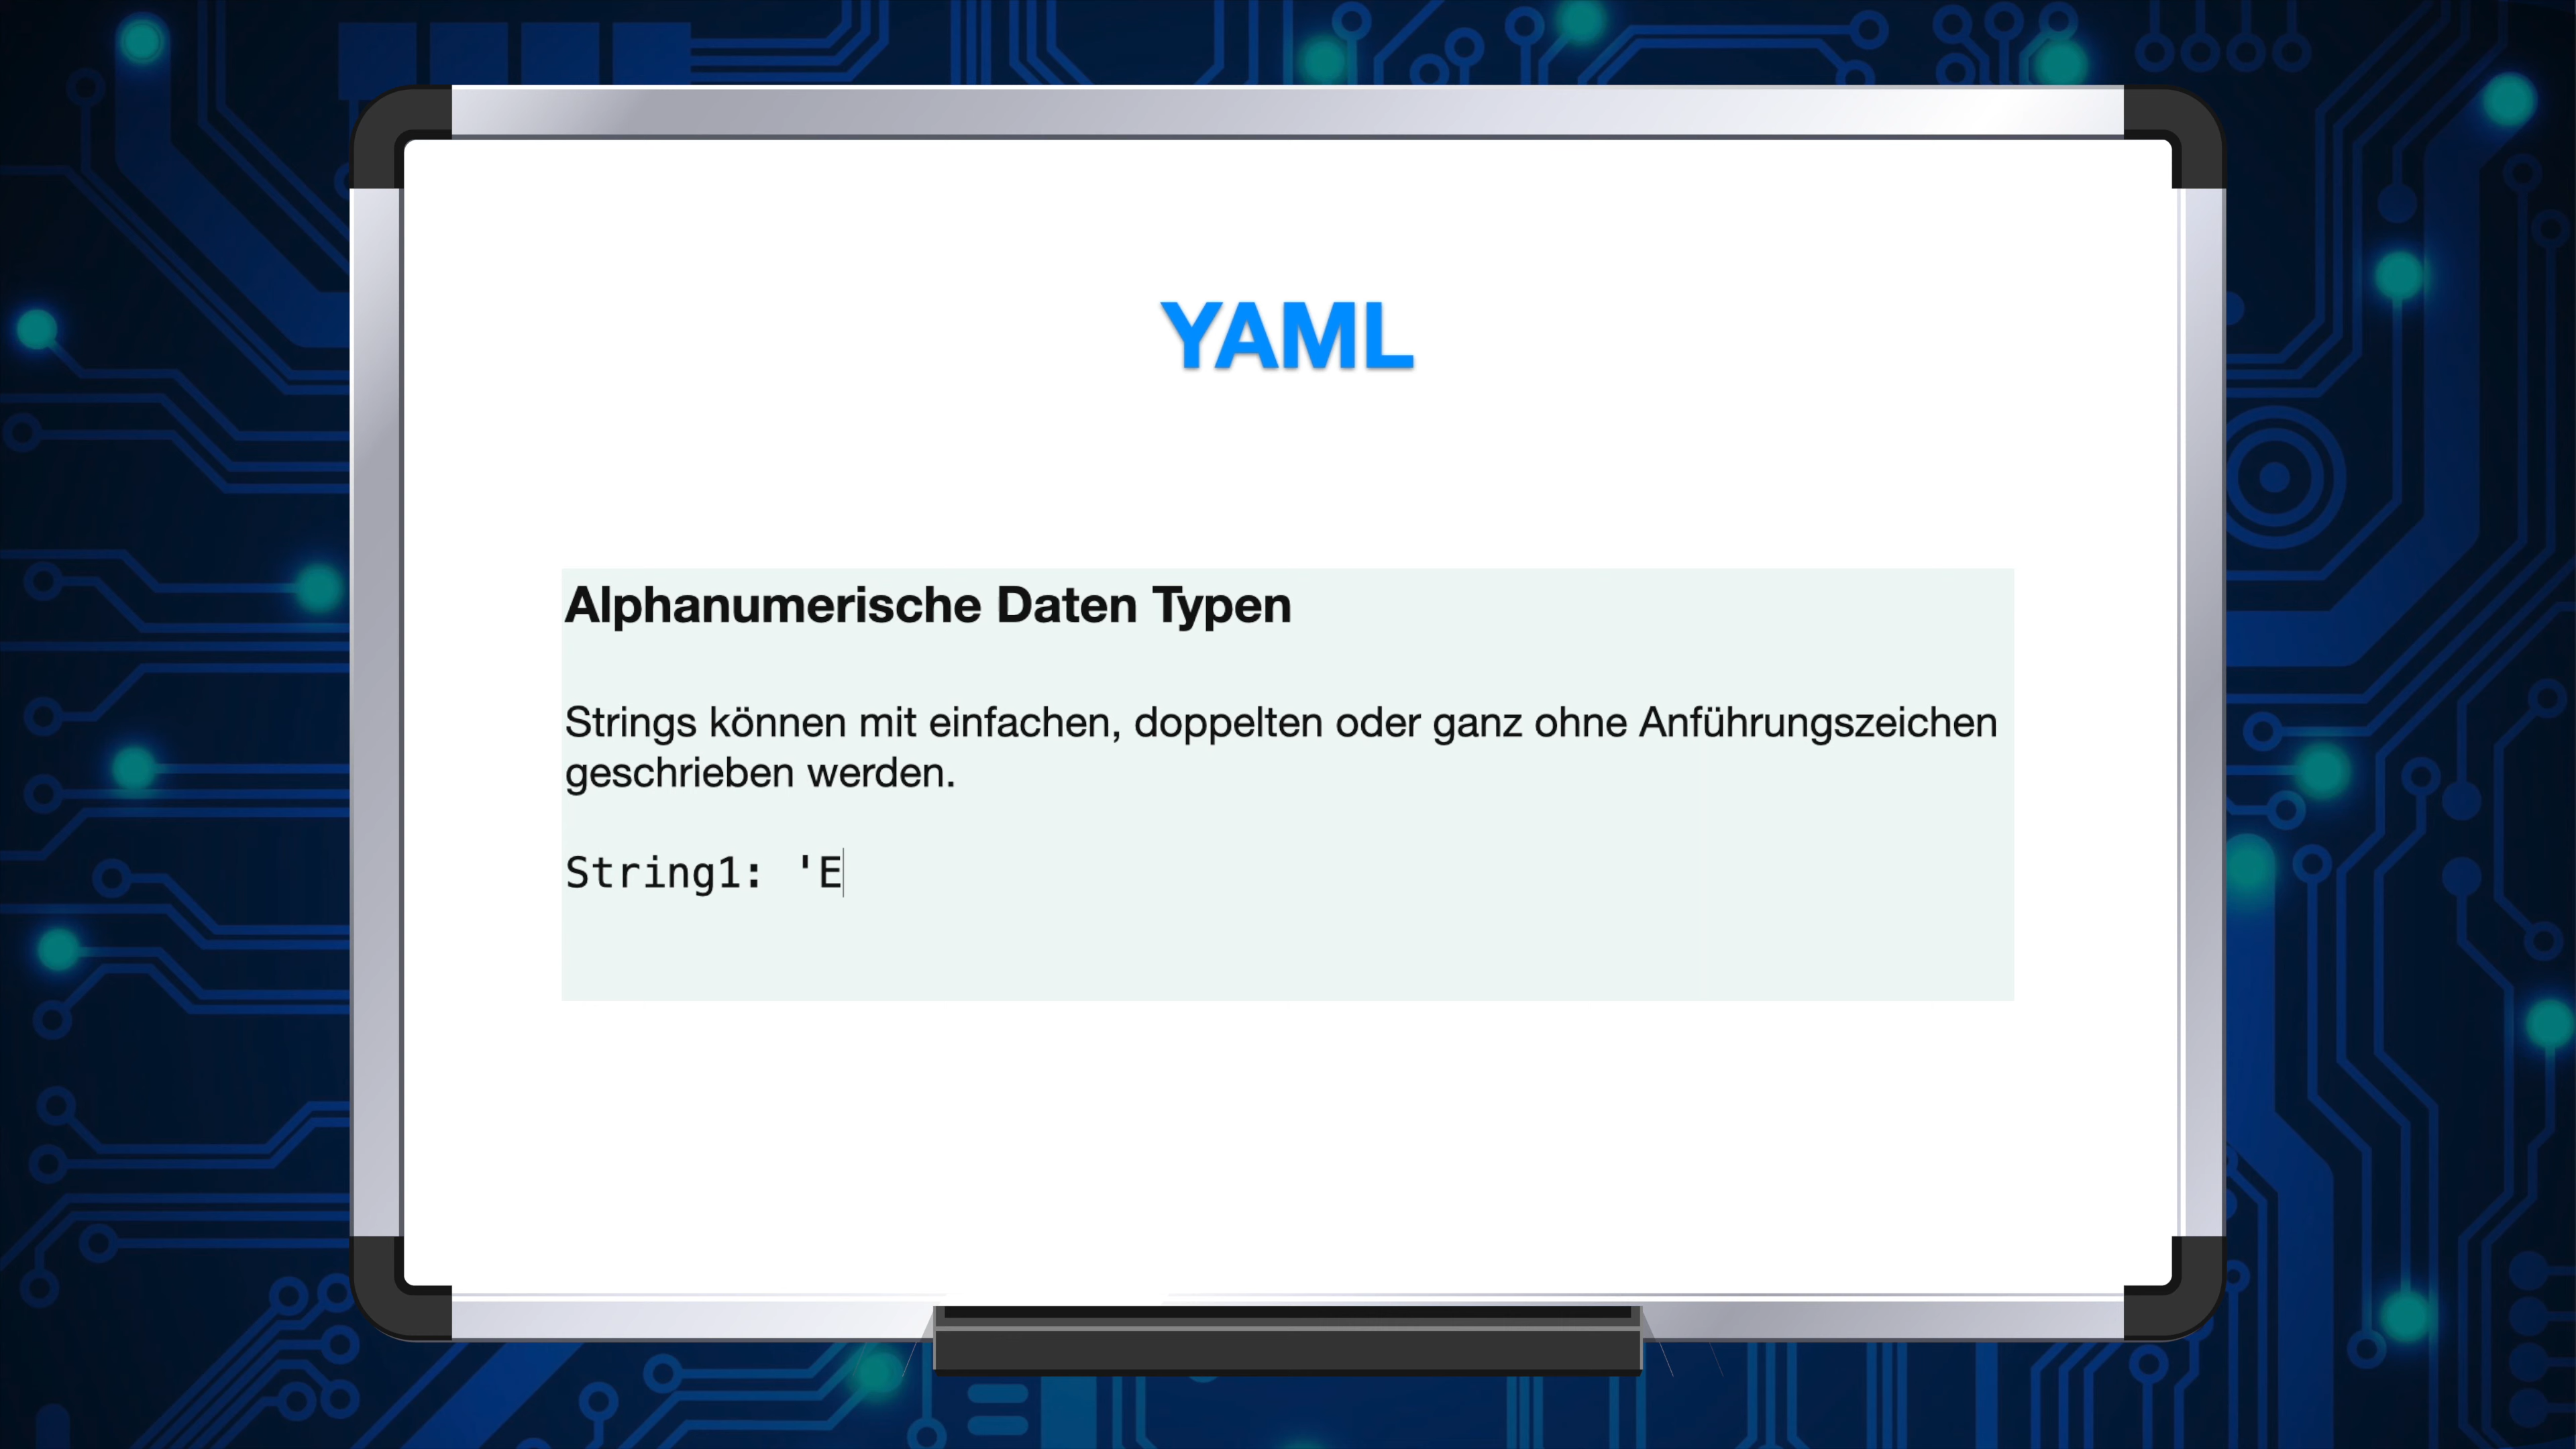 YAML
Alphanumerische Daten Typen
Strings können mit einfachen, doppelten oder ganz ohne Anführungszeichen
geschrieben werden.
String1: 'E